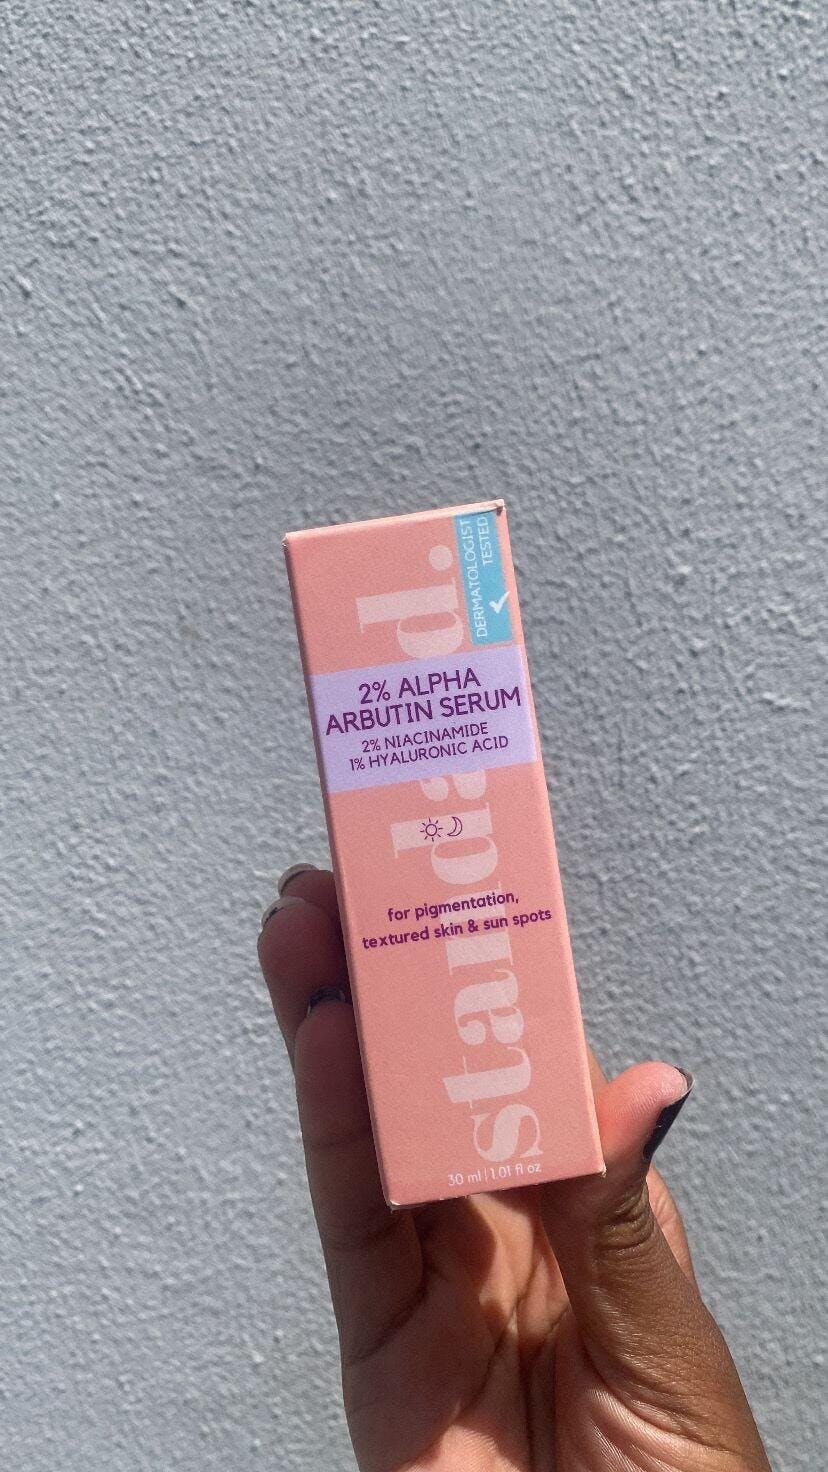 standard.
DERMATOLOGIST
TESTED
2% ALPHA
ARBUTIN SERUM
2% NIACINAMIDE
1% HYALURONIC ACID
for pigmentation,
textured skin & sun spots
30 ml | 1.01 fl oz